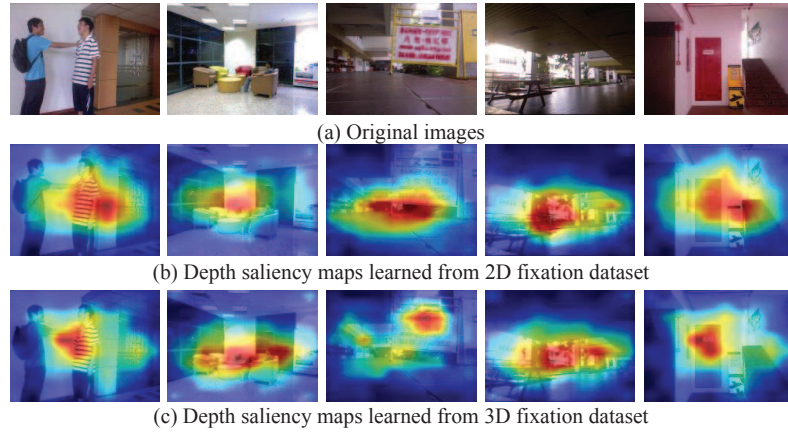 (a) Original images
(b) Depth saliency maps learned from 2D fixation dataset
(c) Depth saliency maps learned from 3D fixation dataset